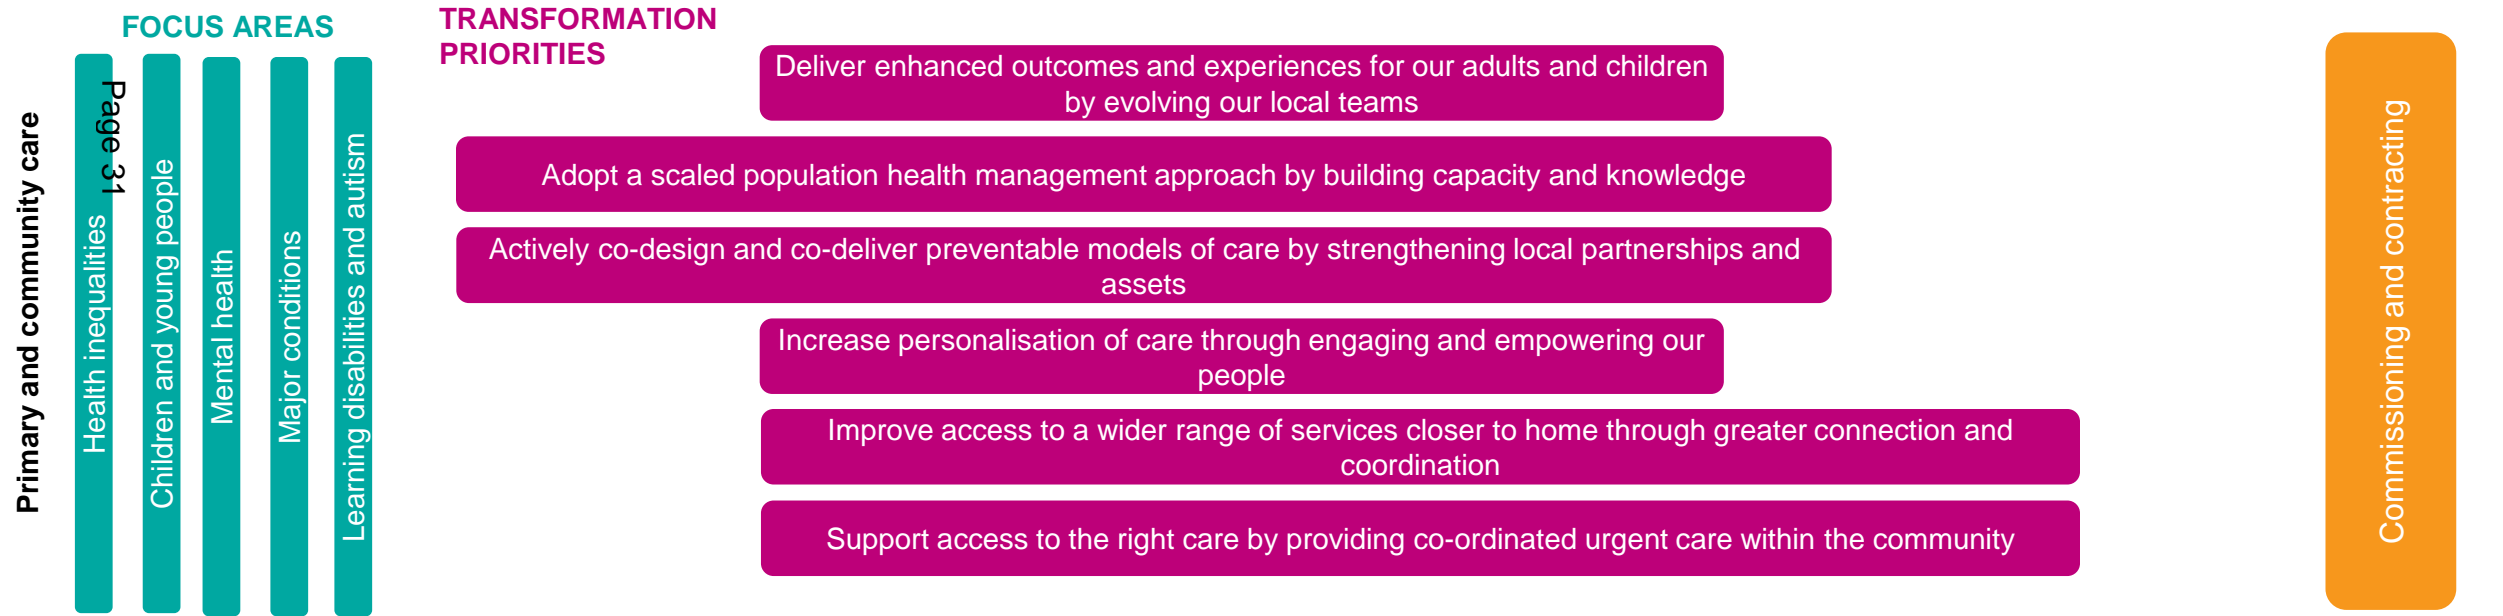 FOCUS AREAS
TRANSFORMATION
PRIORITIES
Primary and community care
Page 31
Health inequalities
Children and young people
Mental health
Major conditions
Learning disabilities and autism
Deliver enhanced outcomes and experiences for our adults and children
by evolving our local teams
Adopt a scaled population health management approach by building capacity and knowledge
Actively co-design and co-deliver preventable models of care by strengthening local partnerships and
assets
Increase personalisation of care through engaging and empowering our
people
Improve access to a wider range of services closer to home through greater connection and
coordination
Support access to the right care by providing co-ordinated urgent care within the community
Commissioning and contracting